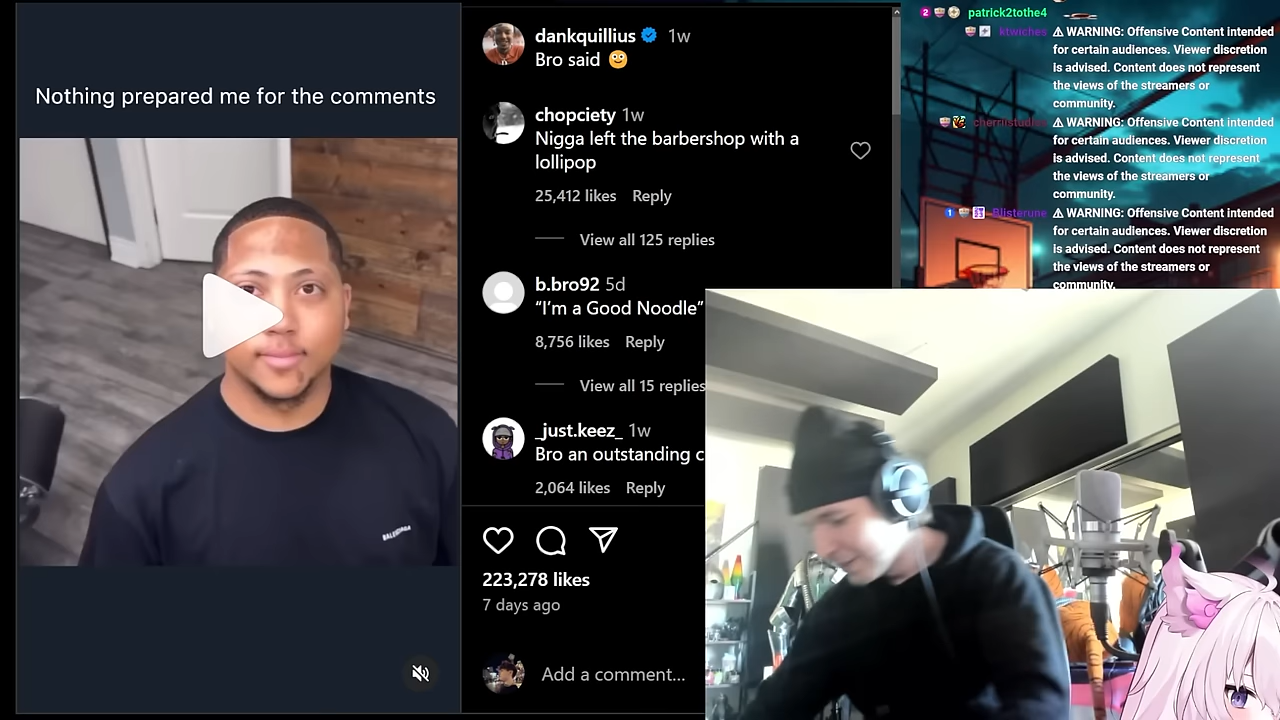 Nothing prepared me for the comments
BALENCIAGA
dankquillius 1w
Bro said
chopciety 1w
Nigga left the barbershop with a
lollipop
25,412 likes Reply
View all 125 replies
b.bro92 5d
“I’m a Good Noodle”
8,756 likes Reply
View all 15 replies
_just.keez_ 1w
Bro an outstanding c
2,064 likes Reply
223,278 likes
7 days ago
Add a comment...
2 patrick2tothe4
ktwiches ⚠ WARNING: Offensive Content intended
for certain audiences. Viewer discretion
is advised. Content does not represent
the views of the streamers or
community.
cherriistudios ⚠ WARNING: Offensive Content intended
for certain audiences. Viewer discretion
is advised. Content does not represent
the views of the streamers or
community.
1 Blisterune ⚠ WARNING: Offensive Content intended
for certain audiences. Viewer discretion
is advised. Content does not represent
the views of the streamers or
community.